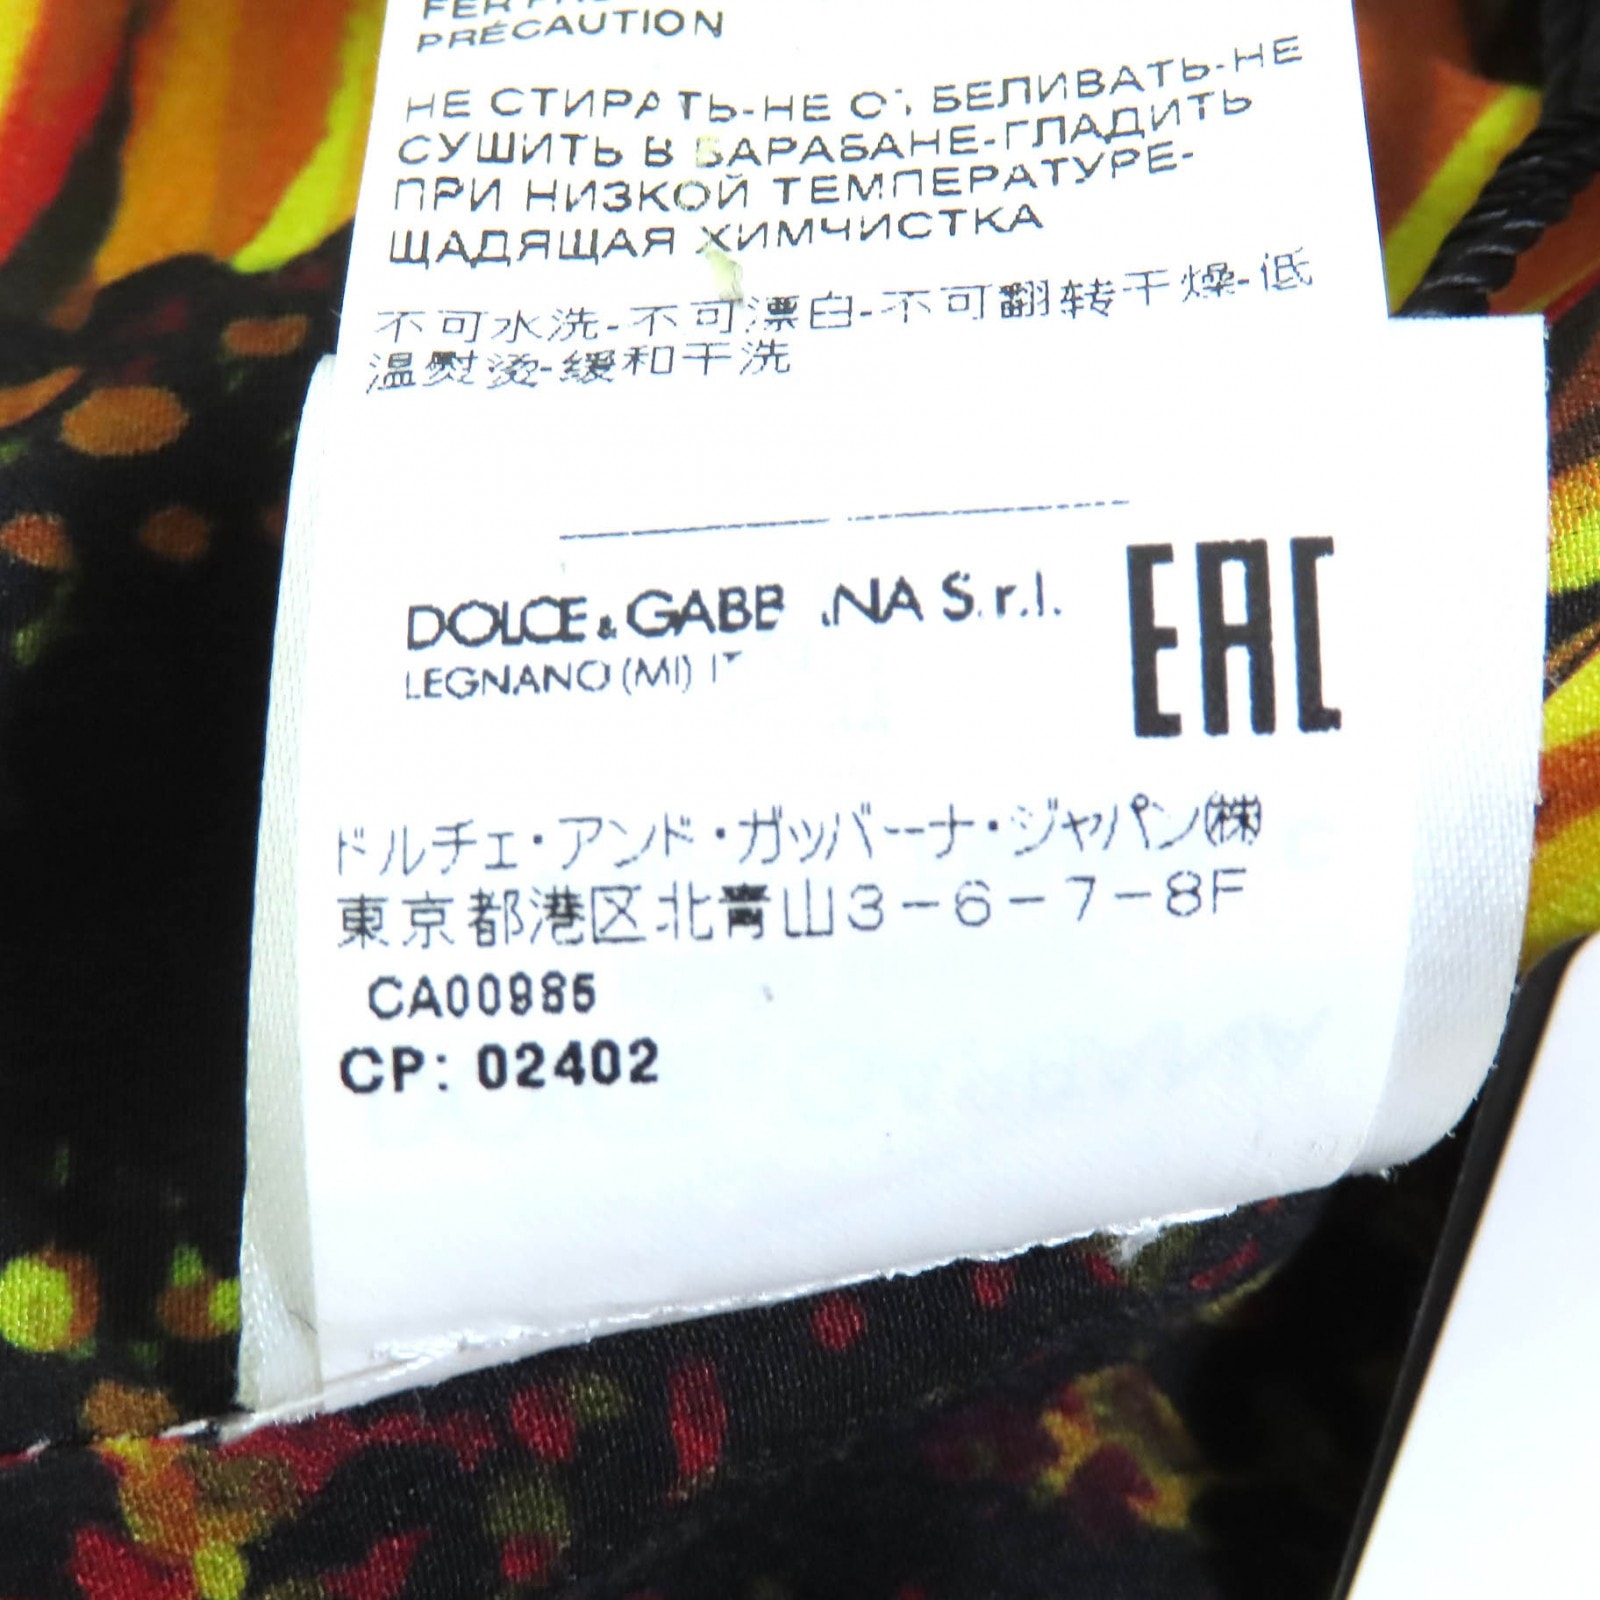 PRÉCAUTION
НЕ СТИРАТЬ-НЕ ОТБЕЛИВАТЬ-НЕ
СУШИТЬ В БАРАБАНЕ-ГЛАДИТЬ
ПРИ НИЗКОЙ ТЕМПЕРАТУРЕ-
ЩАДЯЩАЯ ХИМЧИСТКА
不可水洗-不可漂白-不可翻转干燥-低
温熨烫-缓和干洗
DOLCE & GABBANA S.r.l.
LEGNANO (MI)
EAC
ドルチェ・アンド・ガッバーナ・ジャパン㈱
東京都港区北青山3-6-7-8F
CA00985
CP: 02402